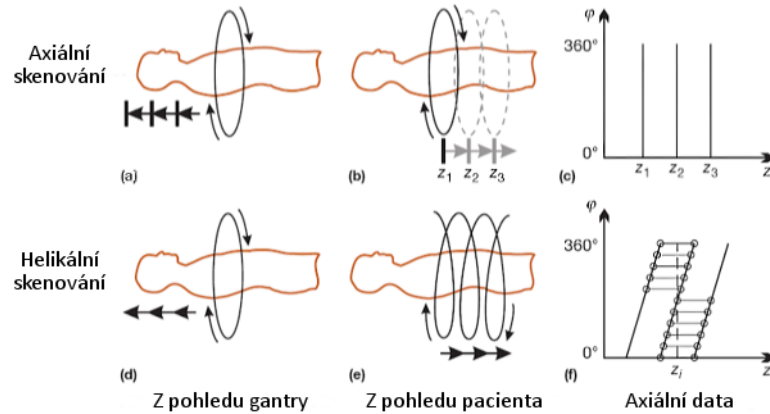 Axiální
skenování
(a)
(b)
z1 z2 z3
φ
360°
0°
z1 z2 z3
z
(c)
Helikální
skenování
(d)
(e)
φ
360°
0°
zi
z
(f)
Z pohledu gantry
Z pohledu pacienta
Axiální data